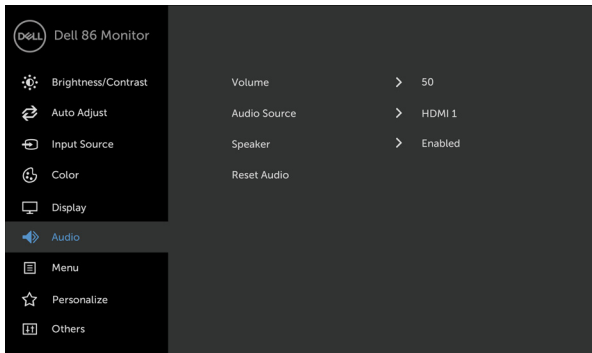 DELL Dell 86 Monitor
Brightness/Contrast
Volume 50
Auto Adjust
Audio Source HDMI 1
Input Source
Speaker Enabled
Color
Reset Audio
Display
Audio
Menu
Personalize
Others